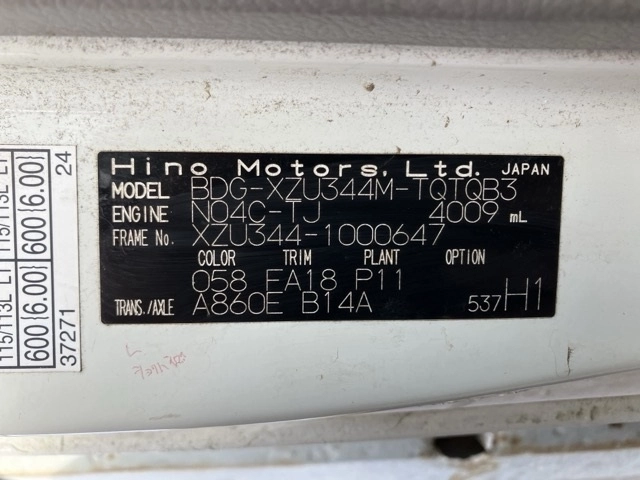 Hino Motors, Ltd. JAPAN
MODEL BDG-XZU344M-TQTQB3
ENGINE N04C-TJ 4009 mL
FRAME No. XZU344-1000647
COLOR TRIM PLANT OPTION
058 FA18 P11
TRANS./AXLE A860E B14A 537H1
115/113L LT 115/113L LT
600(6.00) 600(6.00)
37271 24